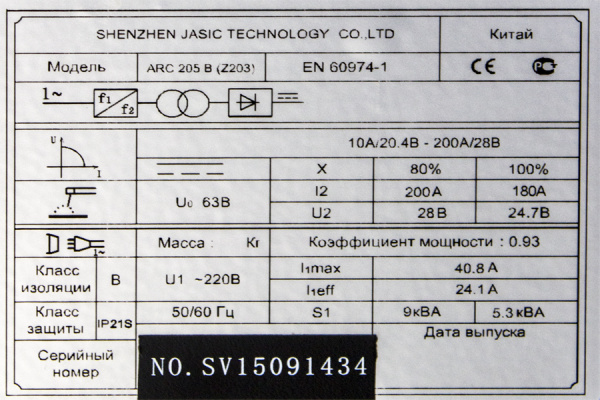 SHENZHEN JASIC TECHNOLOGY CO.,LTD Китай
Модель ARC 205 B (Z203) EN 60974-1 CE
1~ f₁ f₂
U I 10A/20.4B - 200A/28B
X 80% 100%
U₀ 63B I2 200A 180A
U2 28B 24.7B
1~ Масса : Кг Коэффициент мощности : 0.93
Класс изоляции B U1 ~220B I₁max 40.8A
I₁eff 24.1A
Класс защиты IP21S 50/60 Гц S1 9кВА 5.3кВА
Серийный номер NO.SV15091434 Дата выпуска